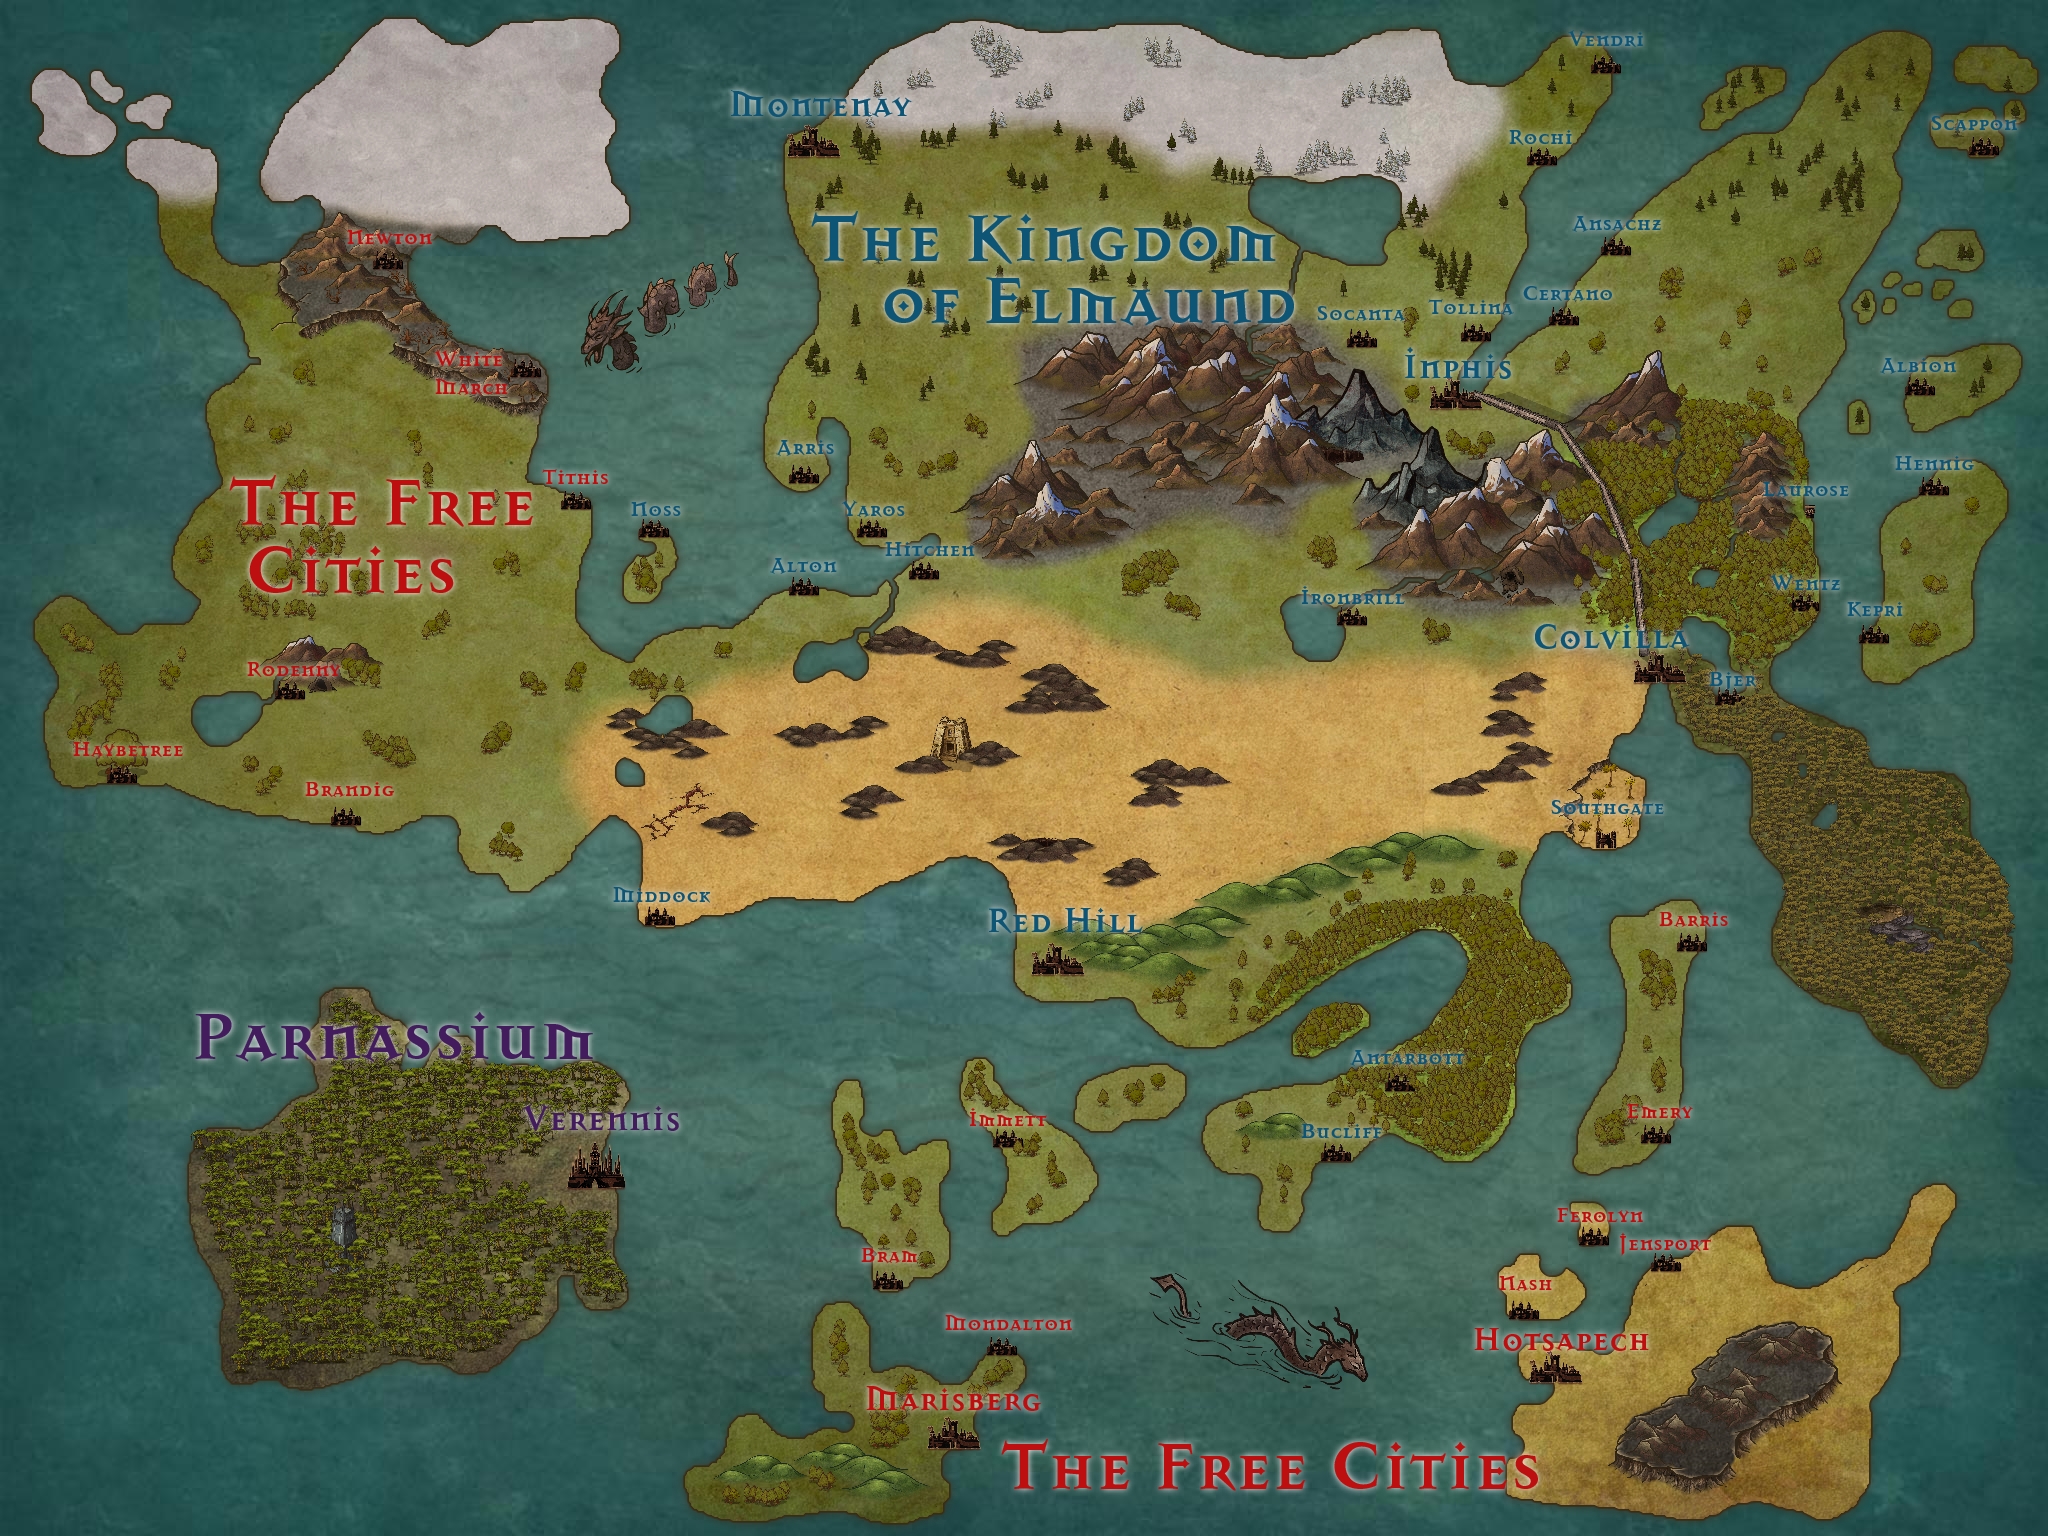 Vendri
Montenay
Scappon
Rochi
The Kingdom
of Elmaund
Ansachz
Newton
Certano
Tollina
Socanta
White
March
Inphis
Albion
Arris
Hennig
Tithis
Laurose
The Free
Cities
Noss
Yaros
Hitchen
Alton
Wentz
Ironbrill
Kepri
Colvilla
Rodenny
Bjer
Haybetree
Brandig
Southgate
Middock
Red Hill
Barris
Parnassium
Antarbott
Verennis
Immett
Emery
Bucliff
Ferolyn
Jensport
Bram
Nash
Mondalton
Hotsapech
Marisberg
The Free Cities